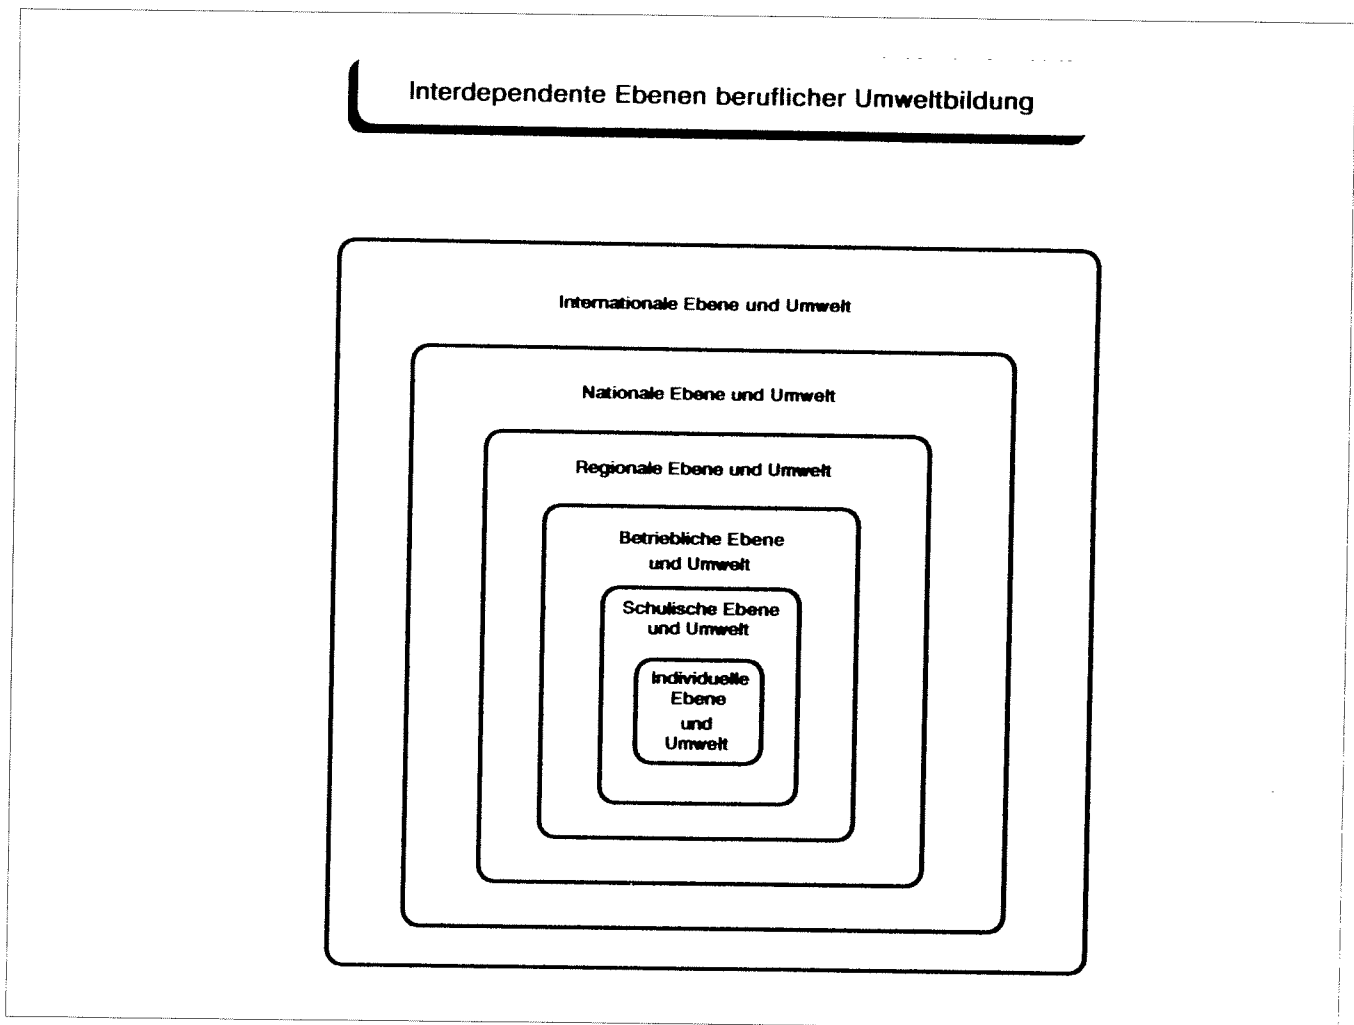 Interdependente Ebenen beruflicher Umweltbildung
Internationale Ebene und Umwelt
Nationale Ebene und Umwelt
Regionale Ebene und Umwelt
Betriebliche Ebene
und Umwelt
Schulische Ebene
und Umwelt
Individuelle
Ebene
und
Umwelt